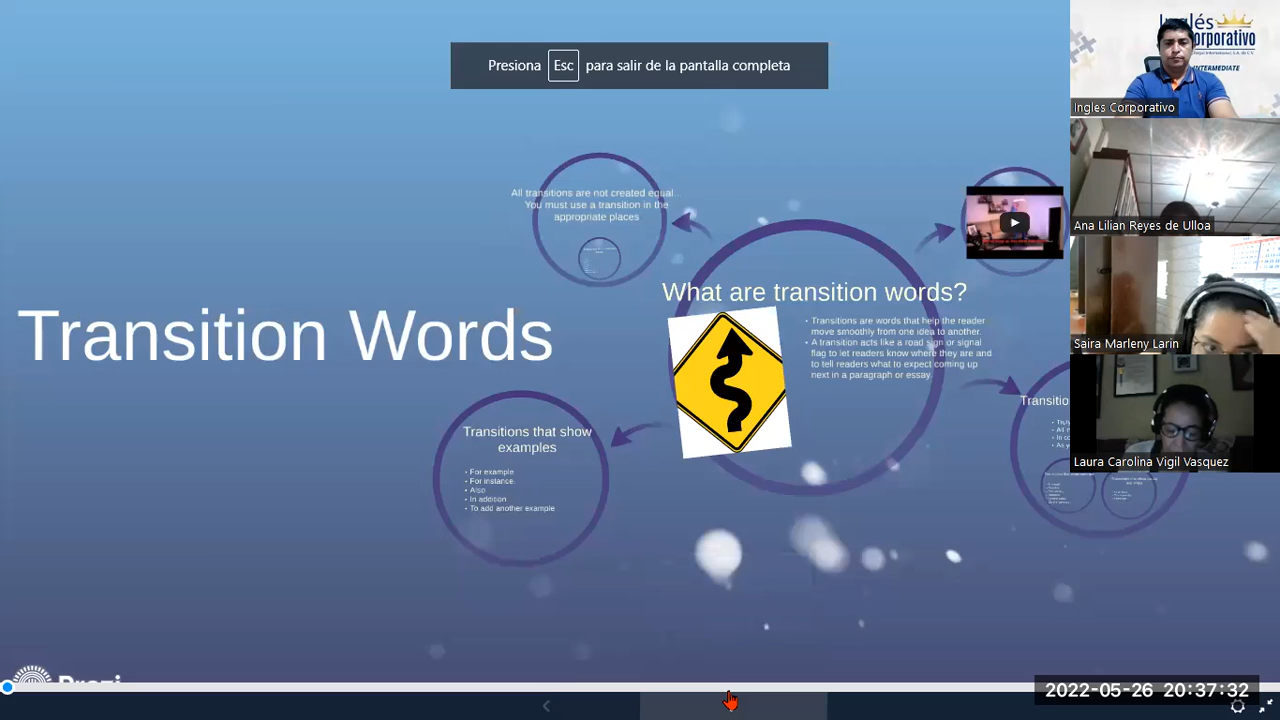 Presiona Esc para salir de la pantalla completa
Inglés
Corporativo
INTERMEDIATE
Ingles Corporativo
Ana Lilian Reyes de Ulloa
Saira Marleny Larin
Laura Carolina Vigil Vasquez
All transitions are not created equal...
You must use a transition in the
appropriate places
Transition Words
What are transition words?
• Transitions are words that help the reader
move smoothly from one idea to another.
• A transition acts like a road sign or signal
flag to let readers know where they are and
to tell readers what to expect coming up
next in a paragraph or essay.
Transitions that show
examples
• For example
• For instance
• Also
• In addition
• To add another example
Transitio
Prezi
2022-05-26 20:37:32